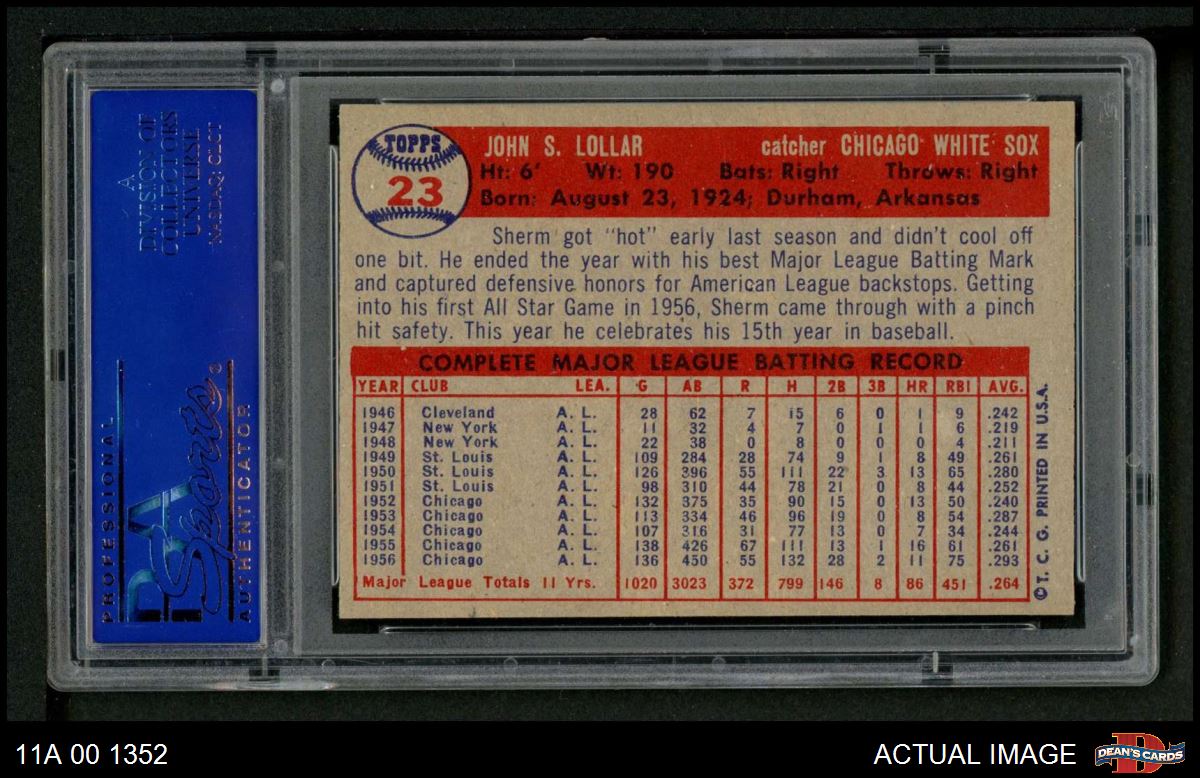 A
DIVISION OF
COLLECTORS
UNIVERSE
NASDAQ: CLCT
PROFESSIONAL
PSA
Sports
AUTHENTICATOR
TOPPS
23
JOHN S. LOLLAR catcher CHICAGO WHITE SOX
Ht: 6' Wt: 190 Bats: Right Throws: Right
Born: August 23, 1924; Durham, Arkansas
Sherm got "hot" early last season and didn't cool off
one bit. He ended the year with his best Major League Batting Mark
and captured defensive honors for American League backstops. Getting
into his first All Star Game in 1956, Sherm came through with a pinch
hit safety. This year he celebrates his 15th year in baseball.
COMPLETE MAJOR LEAGUE BATTING RECORD
YEAR CLUB LEA. G AB R H 2B 3B HR RBI AVG.
1946 Cleveland A. L. 28 62 7 15 6 0 1 9 .242
1947 New York A. L. 11 32 4 7 0 1 1 6 .219
1948 New York A. L. 22 38 0 8 0 0 0 4 .211
1949 St. Louis A. L. 109 284 28 74 9 1 8 49 .261
1950 St. Louis A. L. 126 396 55 111 22 3 13 65 .280
1951 St. Louis A. L. 98 310 44 78 21 0 8 44 .252
1952 Chicago A. L. 132 375 35 90 15 0 13 50 .240
1953 Chicago A. L. 113 334 46 96 19 0 8 54 .287
1954 Chicago A. L. 107 316 31 77 13 0 7 34 .244
1955 Chicago A. L. 138 426 67 111 13 1 16 61 .261
1956 Chicago A. L. 136 450 55 132 28 2 11 75 .293
Major League Totals 11 Yrs. 1020 3023 372 799 146 8 86 451 .264
© T. C. G. PRINTED IN U.S.A.
11A 00 1352
ACTUAL IMAGE
DEAN'S CARDS